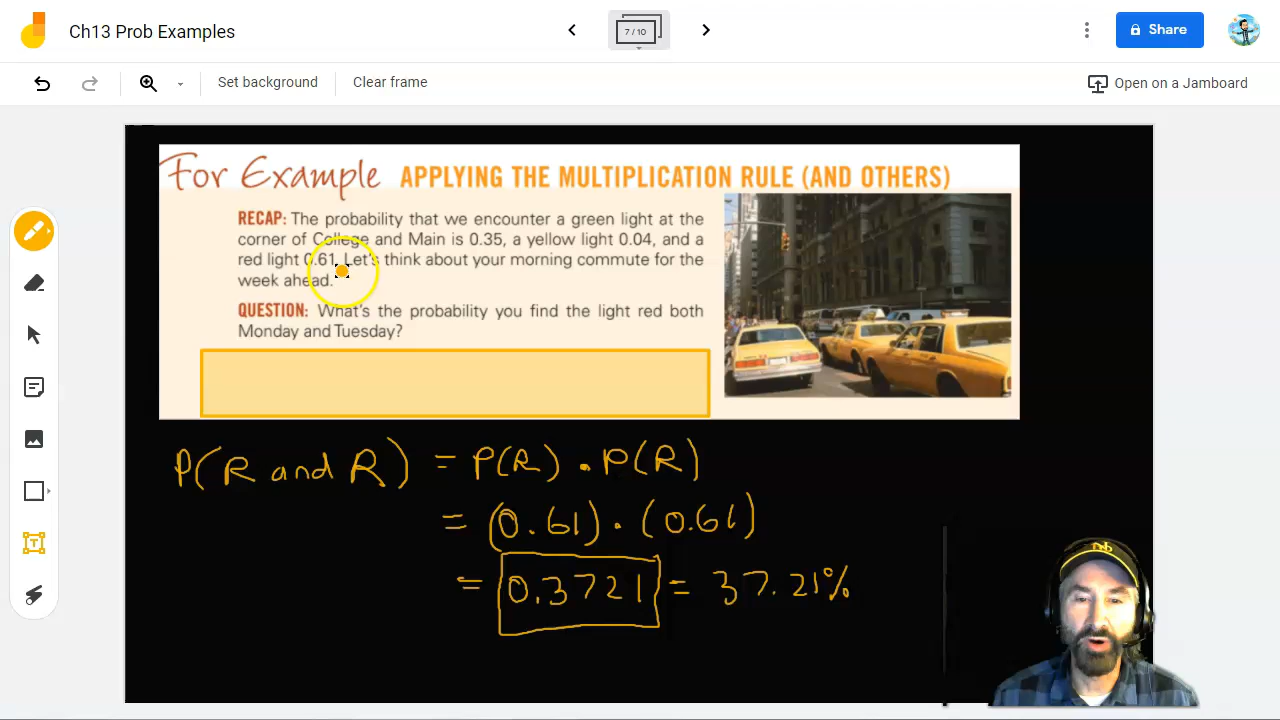 Ch13 Prob Examples
7 / 10
Share
Set background
Clear frame
Open on a Jamboard
For Example APPLYING THE MULTIPLICATION RULE (AND OTHERS)
RECAP: The probability that we encounter a green light at the
corner of College and Main is 0.35, a yellow light 0.04, and a
red light 0.61. Let's think about your morning commute for the
week ahead.
QUESTION: What's the probability you find the light red both
Monday and Tuesday?
P(R and R) = P(R) • P(R)
= (0.61) • (0.61)
= 0.3721 = 37.21%